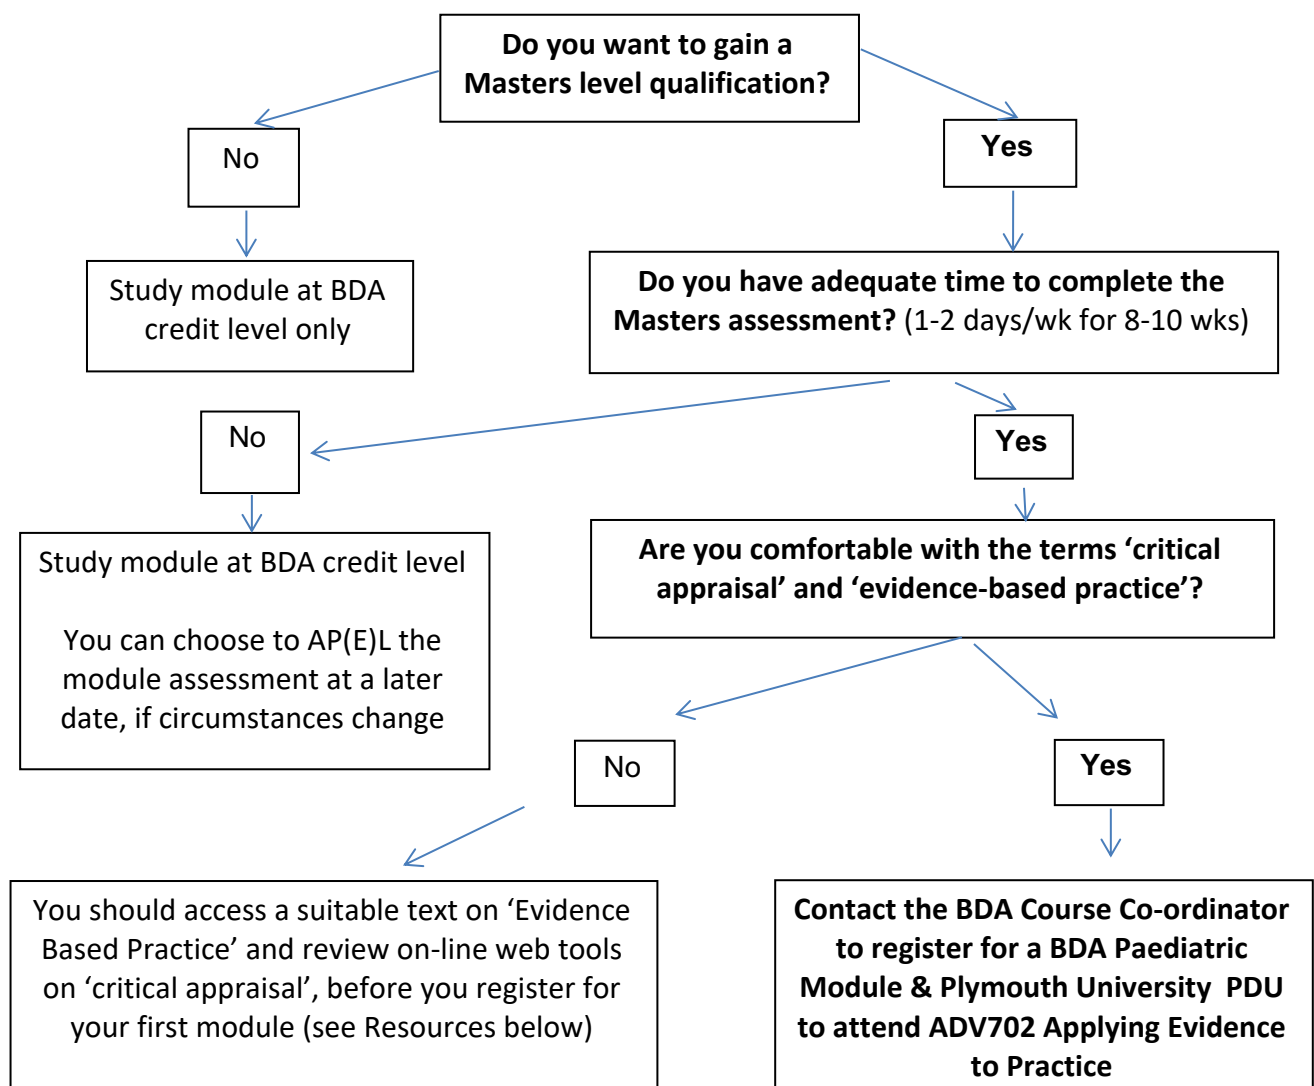 Do you want to gain a
Masters level qualification?
No
Yes
Study module at BDA
credit level only
Do you have adequate time to complete the
Masters assessment? (1-2 days/wk for 8-10 wks)
No
Yes
Study module at BDA credit level
You can choose to AP(E)L the
module assessment at a later
date, if circumstances change
Are you comfortable with the terms ‘critical
appraisal’ and ‘evidence-based practice’?
No
Yes
You should access a suitable text on ‘Evidence
Based Practice’ and review on-line web tools
on ‘critical appraisal’, before you register for
your first module (see Resources below)
Contact the BDA Course Co-ordinator
to register for a BDA Paediatric
Module & Plymouth University PDU
to attend ADV702 Applying Evidence
to Practice